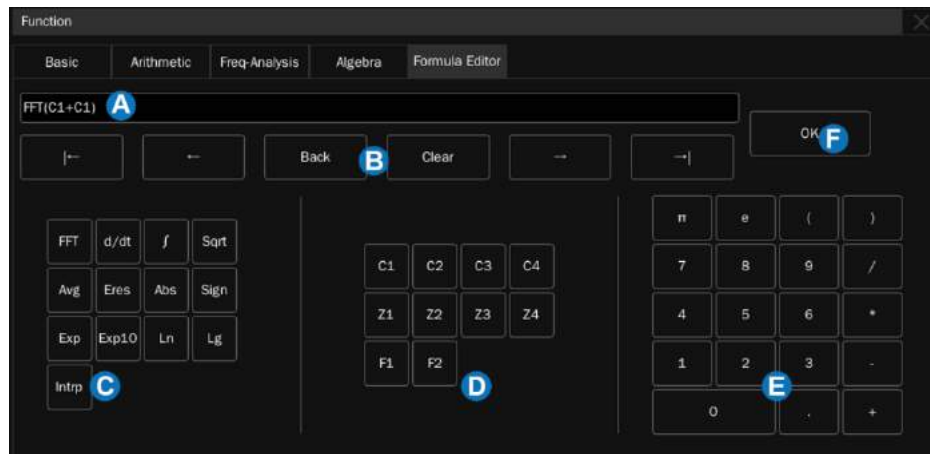 Function
Basic Arithmetic Freq-Analysis Algebra Formula Editor
FFT(C1+C1) A
|← ← Back B Clear → →| OK F
π e ( )
FFT d/dt ∫ Sqrt
C1 C2 C3 C4
7 8 9 /
Avg Eres Abs Sign
Z1 Z2 Z3 Z4
4 5 6 *
Exp Exp10 Ln Lg
F1 F2
1 2 3 -
Intrp C
D
E
0 . +